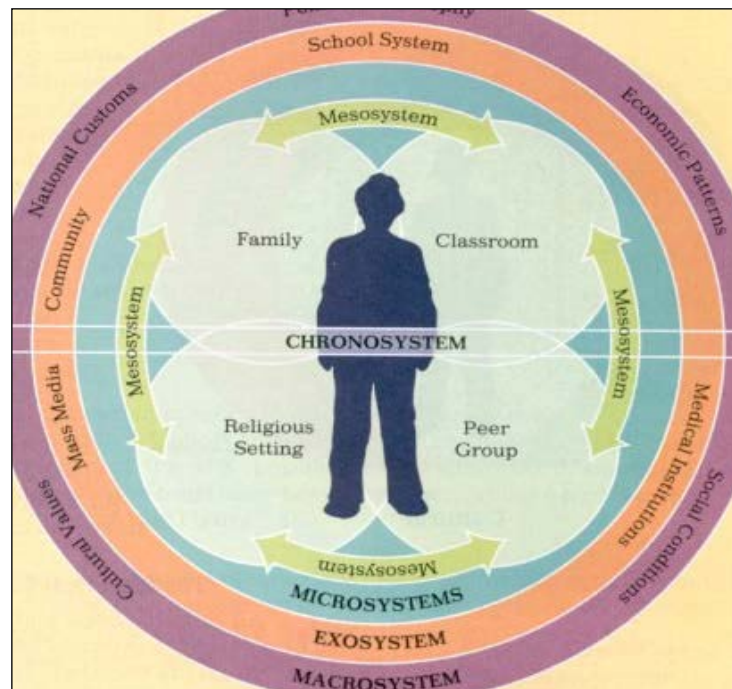 School System
National Customs
Economic Patterns
Community
Mesosystem
Family
Classroom
Mesosystem
Mesosystem
CHRONOSYSTEM
Mass Media
Religious
Setting
Peer
Group
Medical Institutions
Cultural Values
Social Conditions
Mesosystem
MICROSYSTEMS
EXOSYSTEM
MACROSYSTEM